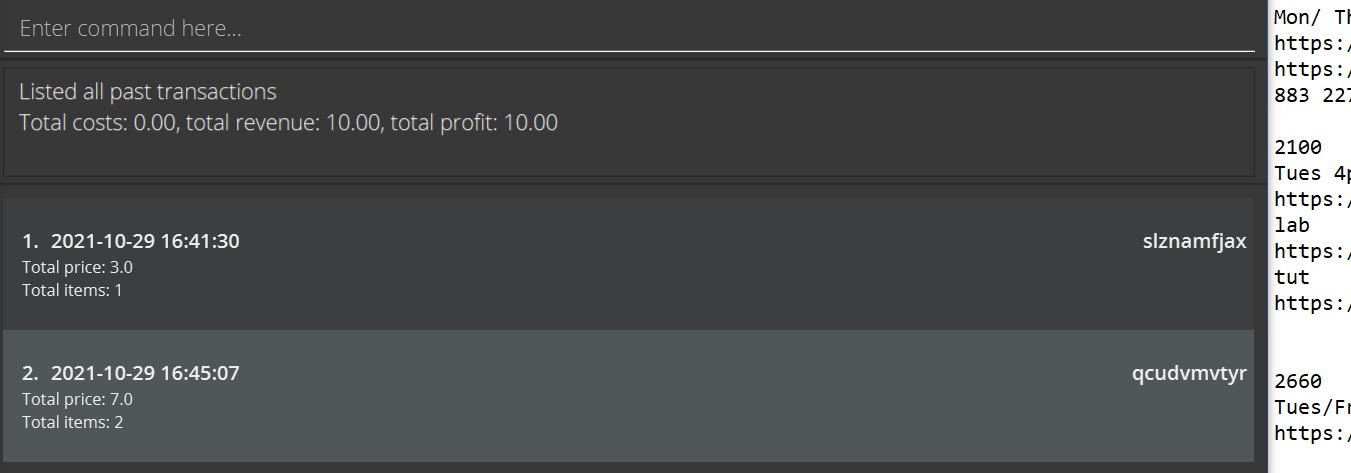 Enter command here...
Listed all past transactions
Total costs: 0.00, total revenue: 10.00, total profit: 10.00
1. 2021-10-29 16:41:30
slznamfjax
Total price: 3.0
Total items: 1
2. 2021-10-29 16:45:07
qcudvmvtyr
Total price: 7.0
Total items: 2
Mon/
https:/
https:/
883 227
2100
Tues 4p
https:/
lab
https:/
tut
https:/
2660
Tues/Fr
https:/